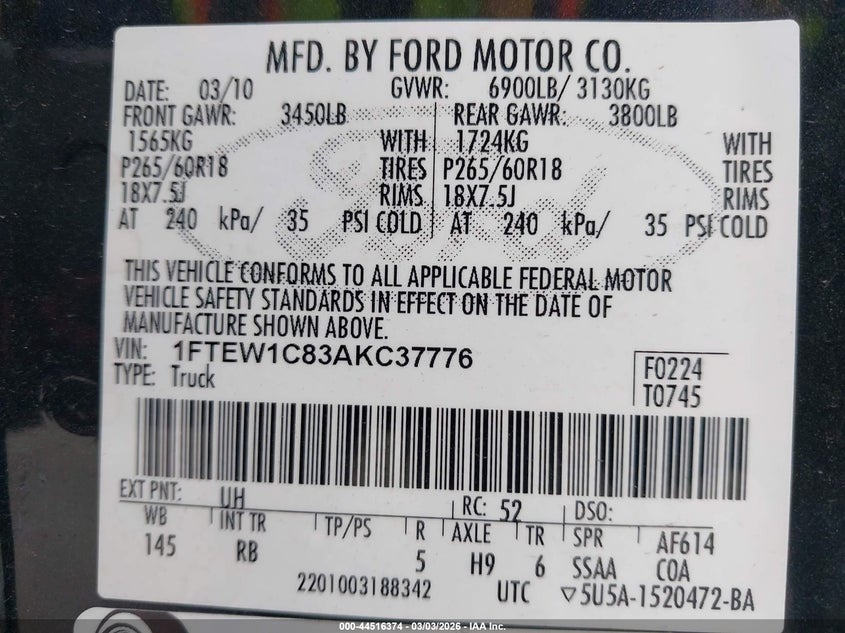 MFD. BY FORD MOTOR CO.
DATE: 03/10 GVWR: 6900LB/ 3130KG
FRONT GAWR: 3450LB REAR GAWR: 3800LB
1565KG WITH 1724KG WITH
P265/60R18 TIRES P265/60R18 TIRES
18X7.5J RIMS 18X7.5J RIMS
AT 240 kPa/ 35 PSI COLD AT 240 kPa/ 35 PSI COLD
THIS VEHICLE CONFORMS TO ALL APPLICABLE FEDERAL MOTOR
VEHICLE SAFETY STANDARDS IN EFFECT ON THE DATE OF
MANUFACTURE SHOWN ABOVE.
VIN: 1FTEW1C83AKC37776 F0224
TYPE: Truck T0745
EXT PNT: UH RC: 52 DSO:
WB INT TR TP/PS R AXLE TR SPR AF614
145 RB 5 H9 6 SSAA COA
2201003188342 UTC ▽5U5A-1520472-BA
Ford
000-44516374 - 03/03/2026 - IAA Inc.